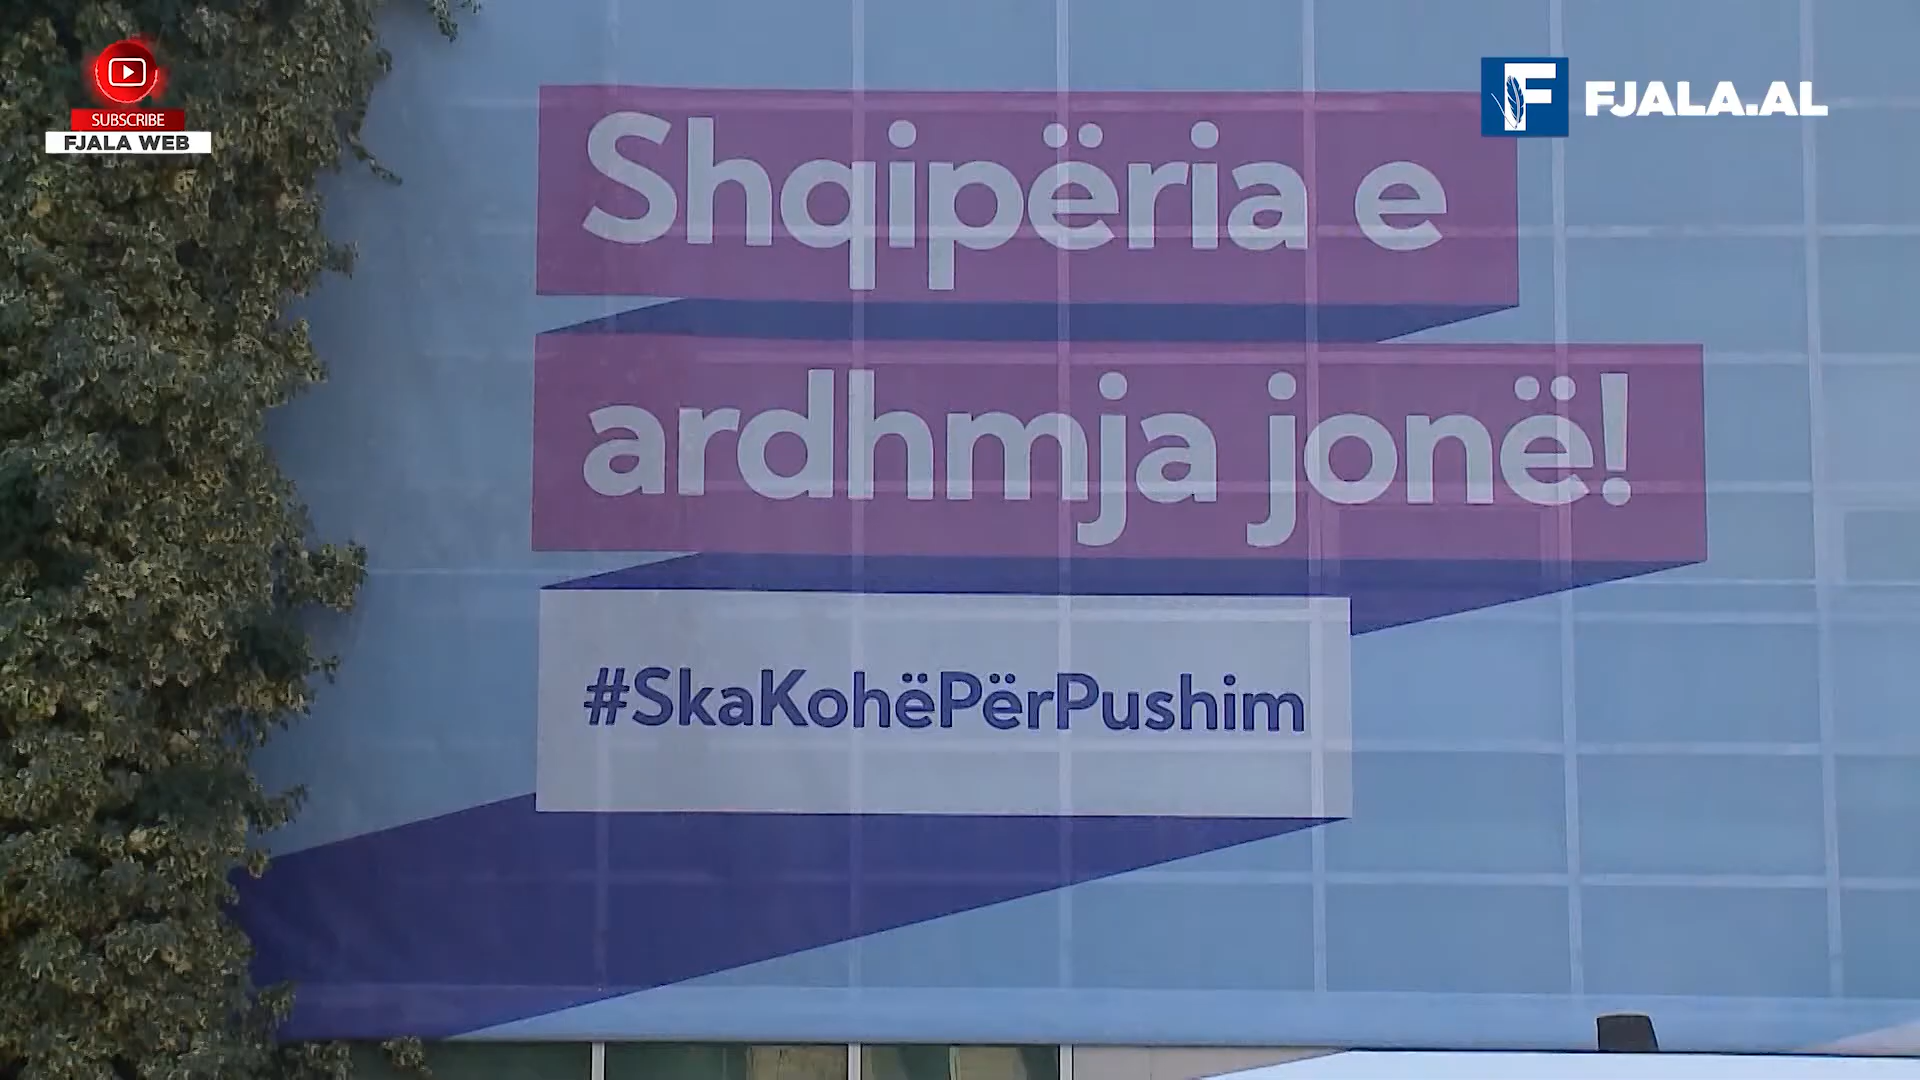 SUBSCRIBE
FJALA WEB
F FJALA.AL
Shqipëria e
ardhmja jonë!
#SkaKohëPërPushim